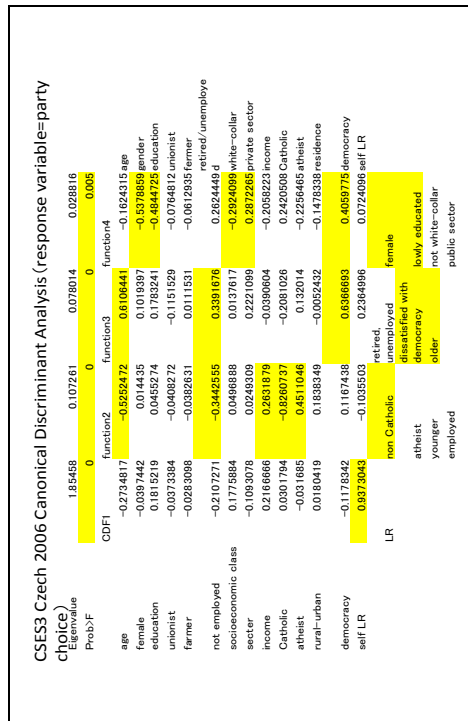 CSES3 Czech 2006 Canonical Discriminant Analysis (response variable=party
choice)
Eigenvalue 1.85458 0.107261 0.078014 0.028816
Prob>F 0 0 0 0.005
CDF1 function2 function3 function4
age -0.2734817 -0.5252472 0.6106441 -0.1624315 age
female -0.0397442 0.014435 0.1019397 -0.5378859 gender
education 0.1815219 0.0455274 0.1783241 -0.4844725 education
unionist -0.0373384 -0.0408272 -0.1151529 -0.0764812 unionist
farmer -0.0283098 -0.0382631 0.0111531 -0.0612935 fermer
retired/unemploye
not employed -0.2107271 -0.3442555 0.3391676 0.2624449 d
socioeconomic class 0.1775884 0.0496888 0.0137617 -0.2924099 white-collar
secter -0.1093078 0.0249309 0.2221099 0.2872265 private sector
income 0.2166666 0.2631879 -0.0390604 -0.2058223 income
Catholic 0.0301794 -0.8260737 -0.2081026 0.2420508 Catholic
atheist -0.031685 0.4511046 0.132014 -0.2256465 atheist
rural-urban 0.0180419 0.1838349 -0.0052432 -0.1478338 residence
democracy -0.1178342 0.1167438 0.6366693 0.4059775 democracy
self LR 0.9373043 -0.1035503 0.2364996 0.0724096 self LR
LR non Catholic retired, unemployed female
atheist dissatisfied with democracy lowly educated
younger older not white-collar
employed public sector